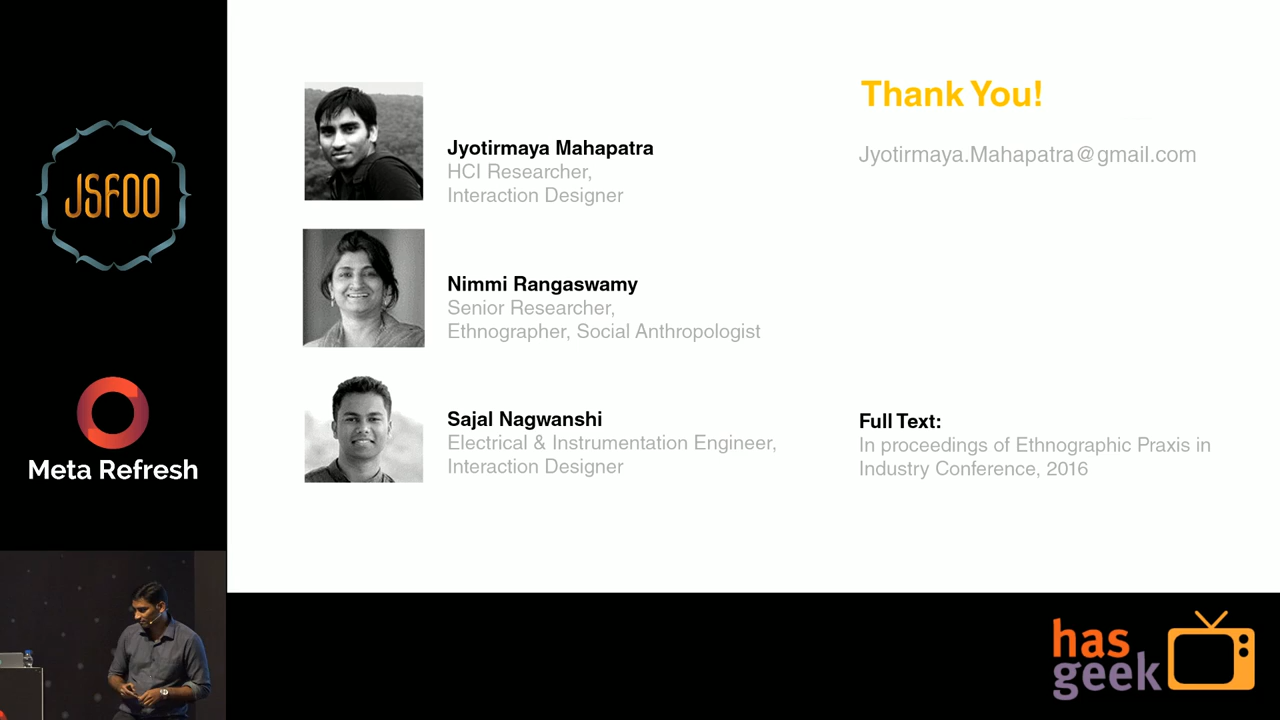 JSFOO
Meta Refresh
Jyotirmaya Mahapatra
HCI Researcher,
Interaction Designer
Nimmi Rangaswamy
Senior Researcher,
Ethnographer, Social Anthropologist
Sajal Nagwanshi
Electrical & Instrumentation Engineer,
Interaction Designer
Thank You!
Jyotirmaya.Mahapatra@gmail.com
Full Text:
In proceedings of Ethnographic Praxis in
Industry Conference, 2016
has
geek